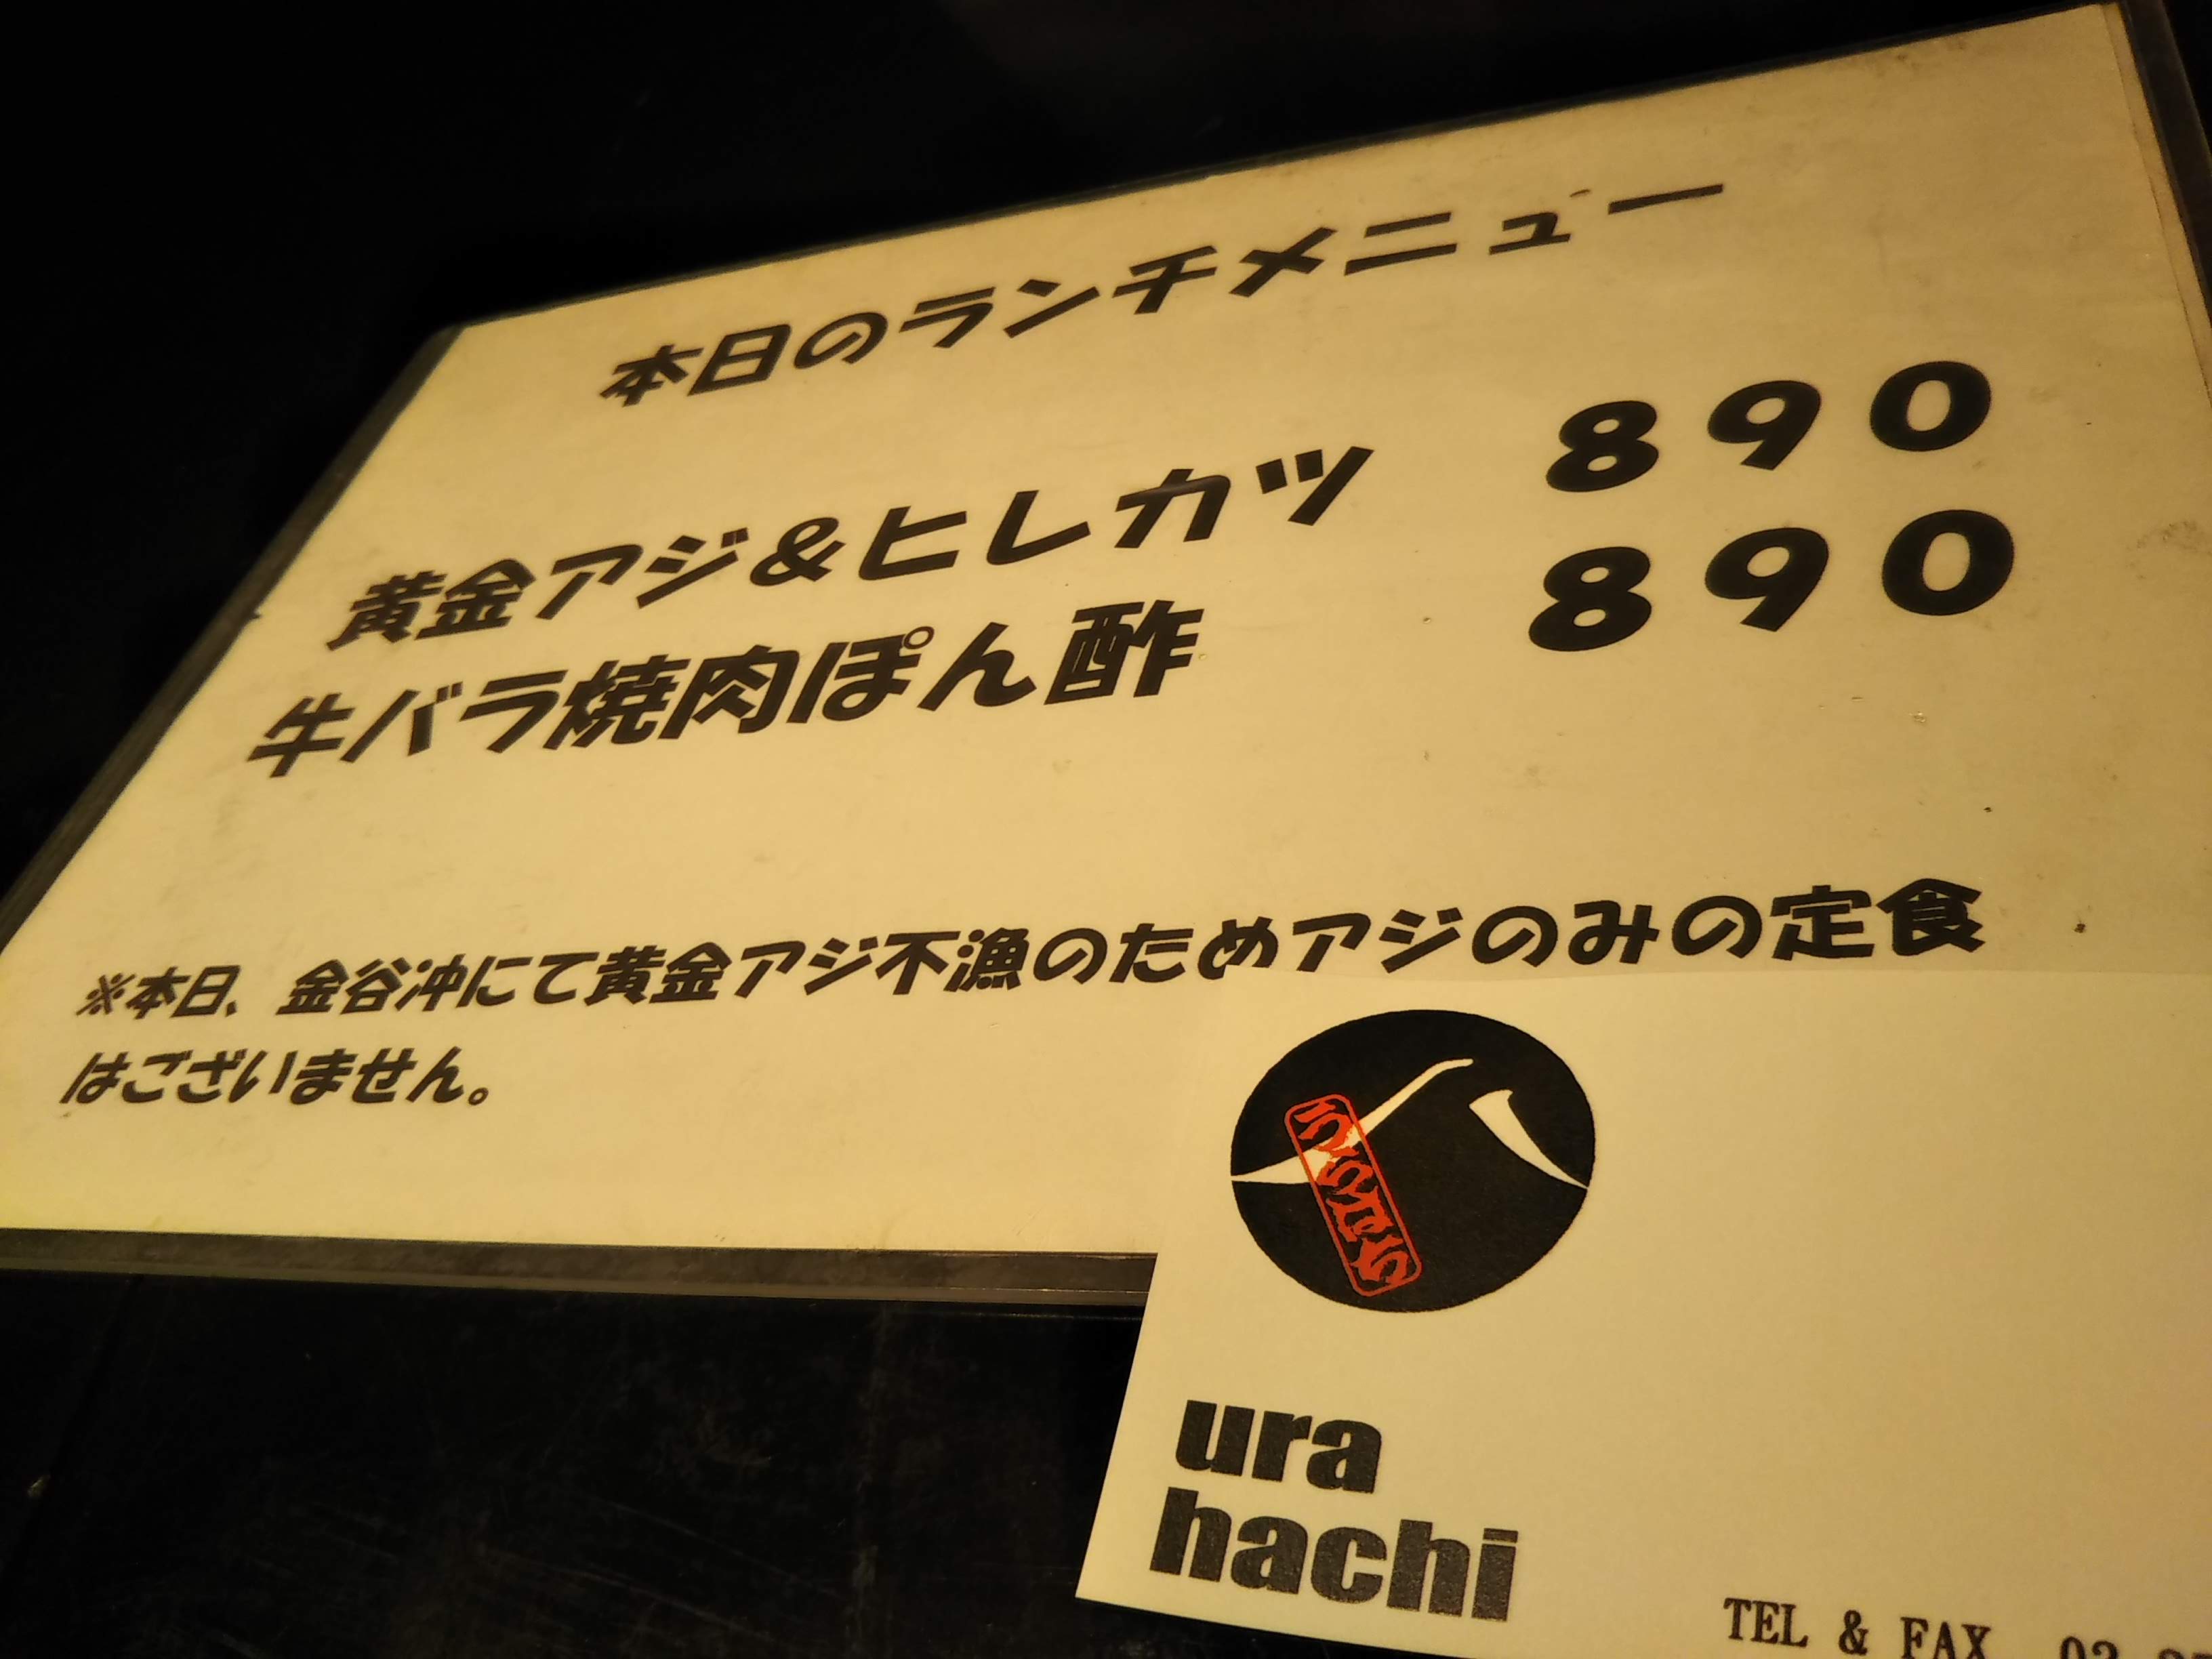 本日のランチメニュー
黄金アジ&ヒレカツ　890
牛バラ焼肉ぽん酢　890
※本日、金谷沖にて黄金アジ不漁のためアジのみの定食
はございません。
ura
hachi
TEL & FAX 03